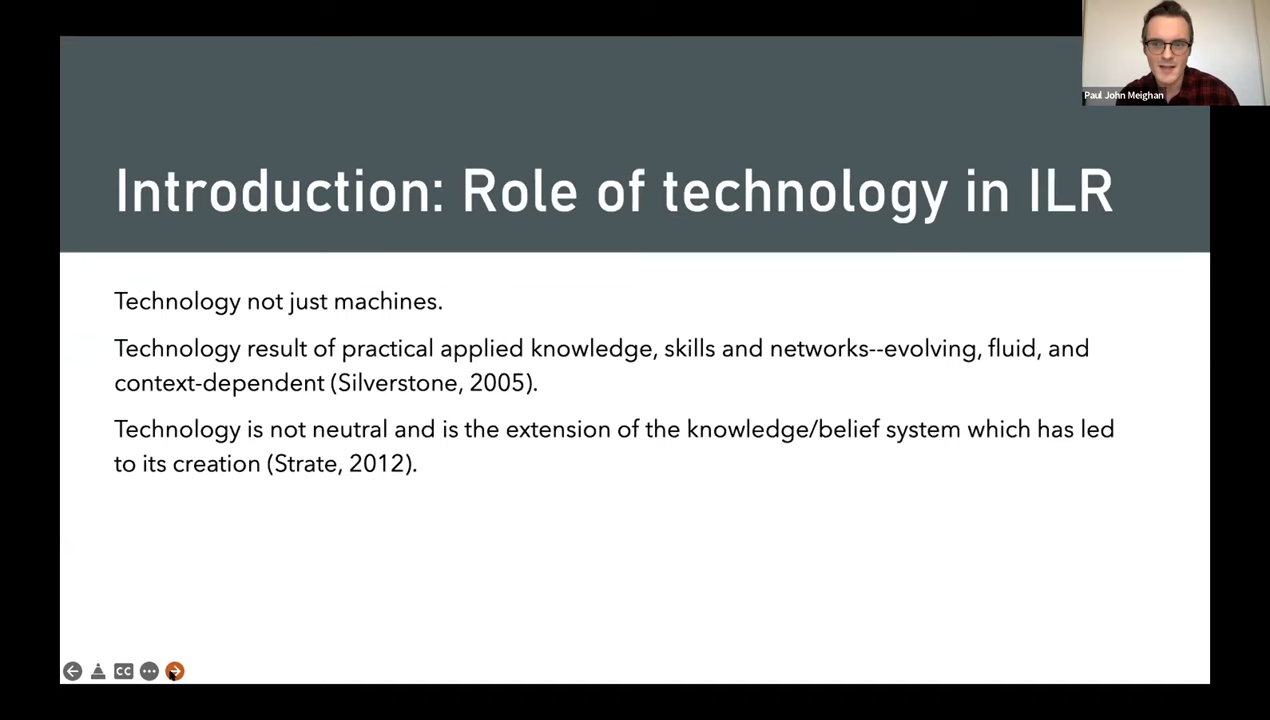 Paul John Meighan
Introduction: Role of technology in ILR
Technology not just machines.
Technology result of practical applied knowledge, skills and networks--evolving, fluid, and
context-dependent (Silverstone, 2005).
Technology is not neutral and is the extension of the knowledge/belief system which has led
to its creation (Strate, 2012).
CC